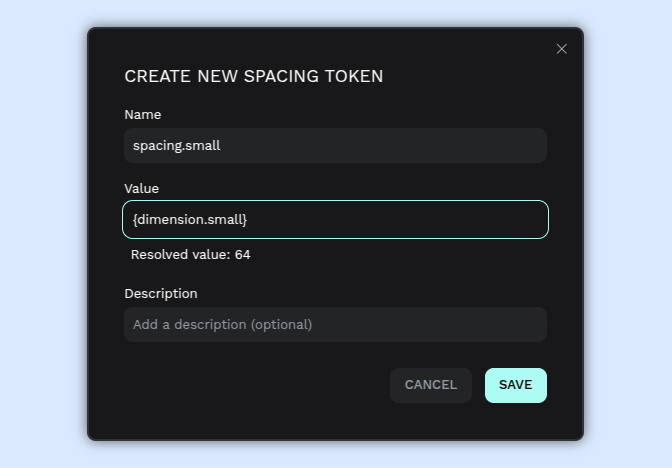 CREATE NEW SPACING TOKEN
Name
spacing.small
Value
{dimension.small}
Resolved value: 64
Description
Add a description (optional)
CANCEL
SAVE